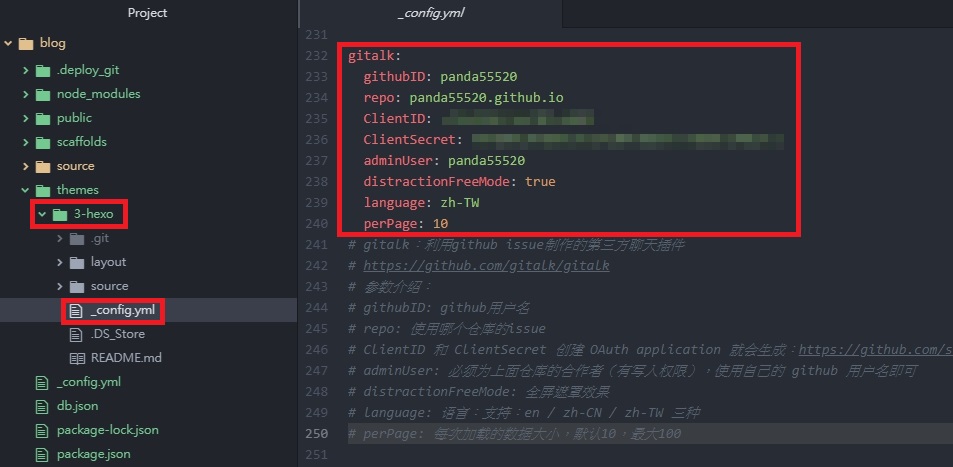 Project
blog
.deploy_git
node_modules
public
scaffolds
source
themes
3-hexo
.git
layout
source
_config.yml
.DS_Store
README.md
_config.yml
db.json
package-lock.json
package.json
_config.yml
231
232 gitalk:
233 githubID: panda55520
234 repo: panda55520.github.io
235 ClientID:
236 ClientSecret:
237 adminUser: panda55520
238 distractionFreeMode: true
239 language: zh-TW
240 perPage: 10
241 # gitalk：利用github issue制作的第三方聊天插件
242 # https://github.com/gitalk/gitalk
243 # 参数介绍：
244 # githubID: github用户名
245 # repo: 使用哪个仓库的issue
246 # ClientID 和 ClientSecret 创建 OAuth application 就会生成：https://github.com/s
247 # adminUser: 必须为上面仓库的合作者（有写入权限），使用自己的 github 用户名即可
248 # distractionFreeMode: 全屏遮罩效果
249 # language: 语言：支持：en / zh-CN / zh-TW 三种
250 # perPage: 每次加载的数据大小，默认10，最大100
251